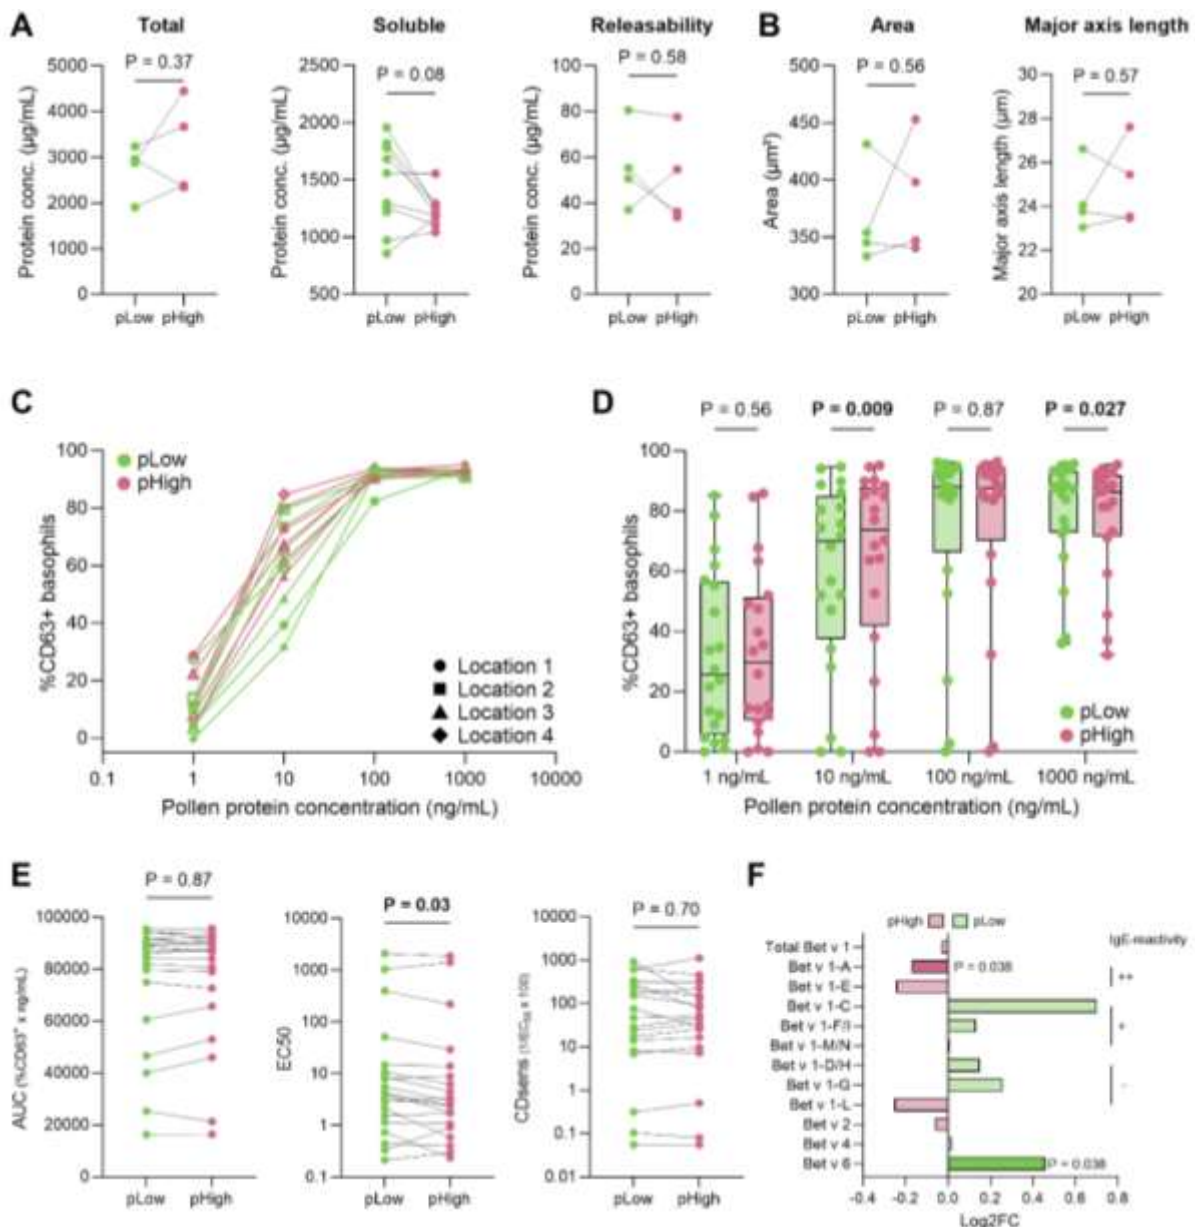 A
Total
Soluble
Releasability
B
Area
Major axis length
P = 0.37
P = 0.08
P = 0.58
P = 0.56
P = 0.57
Protein conc. (µg/mL)
5000
4000
3000
2000
1000
0
pLow pHigh
Protein conc. (µg/mL)
2500
2000
1500
1000
500
pLow pHigh
Protein conc. (µg/mL)
100
80
60
40
20
0
pLow pHigh
Area (µm²)
500
450
400
350
300
pLow pHigh
Major axis length (µm)
30
28
26
24
22
20
pLow pHigh
C
%CD63+ basophils
100
80
60
40
20
0
pLow
pHigh
Location 1
Location 2
Location 3
Location 4
0.1 1 10 100 1000 10000
Pollen protein concentration (ng/mL)
D
P = 0.56
P = 0.009
P = 0.87
P = 0.027
%CD63+ basophils
100
80
60
40
20
0
pLow
pHigh
1 ng/mL 10 ng/mL 100 ng/mL 1000 ng/mL
Pollen protein concentration (ng/mL)
E
P = 0.87
AUC (%CD63⁺ x ng/mL)
100000
80000
60000
40000
20000
0
pLow pHigh
P = 0.03
EC50
10000
1000
100
10
1
0.1
pLow pHigh
P = 0.70
CDsens (1/EC₅₀ x 100)
10000
1000
100
10
1
0.1
0.01
pLow pHigh
F
pHigh pLow
IgE-reactivity
Total Bet v 1
Bet v 1-A P = 0.038
++
Bet v 1-E
Bet v 1-C
Bet v 1-F/I
+
Bet v 1-M/N
Bet v 1-D/H
Bet v 1-G
-
Bet v 1-L
Bet v 2
Bet v 4
Bet v 6 P = 0.038
-0.4 -0.2 0.0 0.2 0.4 0.6 0.8
Log2FC